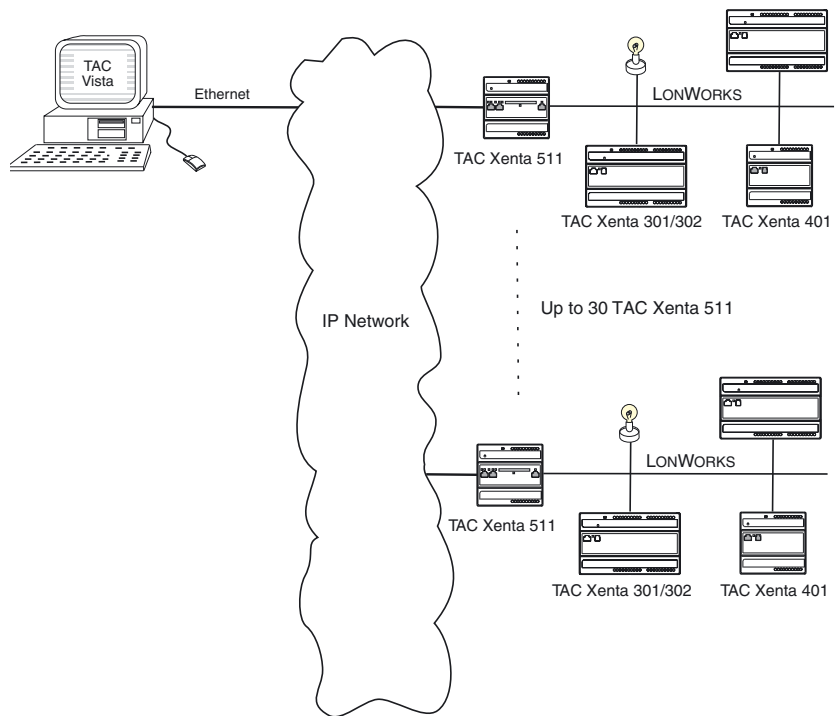 TAC
Vista
Ethernet
LONWORKS
TAC Xenta 511
TAC Xenta 301/302
TAC Xenta 401
IP Network
Up to 30 TAC Xenta 511
LONWORKS
TAC Xenta 511
TAC Xenta 301/302
TAC Xenta 401